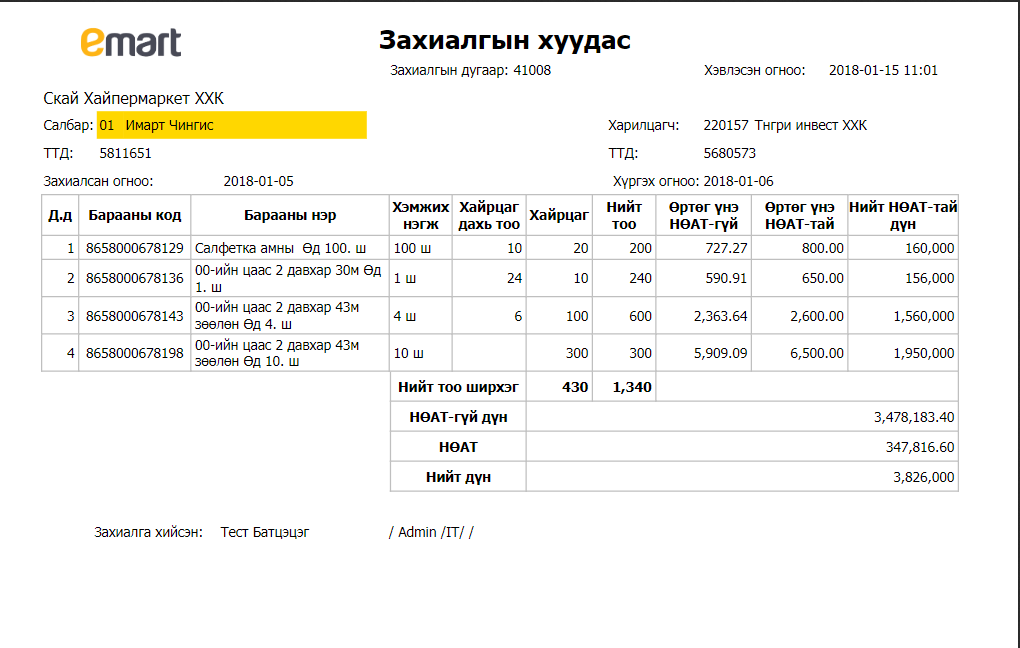 emart
Захиалгын хуудас
Захиалгын дугаар: 41008
Хэвлэсэн огноо: 2018-01-15 11:01
Скай Хайпермаркет ХХК
Салбар: 01 Имарт Чингис
Харилцагч: 220157 Тнгри инвест ХХК
ТТД: 5811651
ТТД: 5680573
Захиалсан огноо: 2018-01-05
Хүргэх огноо: 2018-01-06
Д.д Барааны код Барааны нэр Хэмжих нэгж Хайрцаг дахь тоо Хайрцаг Нийт тоо Өртөг үнэ НӨАТ-гүй Өртөг үнэ НӨАТ-тай Нийт НӨАТ-тай дүн
1 8658000678129 Салфетка амны Өд 100. ш 100 ш 10 20 200 727.27 800.00 160,000
2 8658000678136 00-ийн цаас 2 давхар 30м Өд 1. ш 1 ш 24 10 240 590.91 650.00 156,000
3 8658000678143 00-ийн цаас 2 давхар 43м зөөлөн Өд 4. ш 4 ш 6 100 600 2,363.64 2,600.00 1,560,000
4 8658000678198 00-ийн цаас 2 давхар 43м зөөлөн Өд 10. ш 10 ш 300 300 5,909.09 6,500.00 1,950,000
Нийт тоо ширхэг 430 1,340
НӨАТ-гүй дүн 3,478,183.40
НӨАТ 347,816.60
Нийт дүн 3,826,000
Захиалга хийсэн: Тест Батцэцэг / Admin /IT/ /